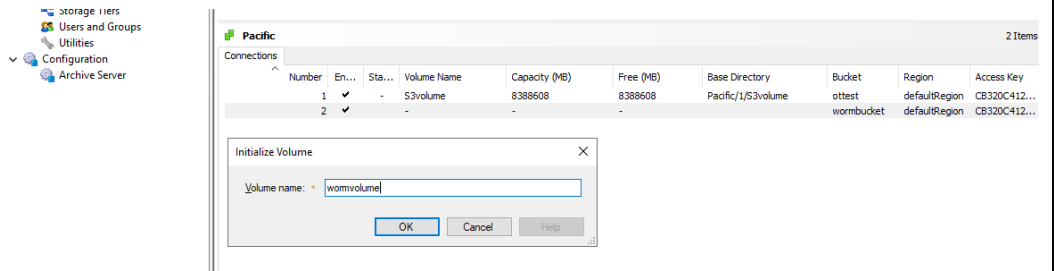 Storage Tiers
Users and Groups
Utilities
Configuration
Archive Server
Pacific 2 Items
Connections
Number En... Sta... Volume Name Capacity (MB) Free (MB) Base Directory Bucket Region Access Key
1 - S3volume 8388608 8388608 Pacific/1/S3volume ottest defaultRegion CB320C412...
2 - - - wormbucket defaultRegion CB320C412...
Initialize Volume
Volume name: * wormvolume
OK Cancel Help